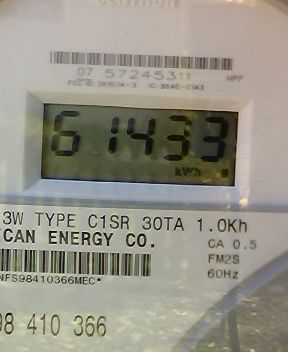 07 57245311 HPP
61433
kWh
3W TYPE C1SR 30TA 1.0Kh
CAN ENERGY CO.
CA 0.5
FM2S
60Hz
NFS98410366MEC*
98 410 366